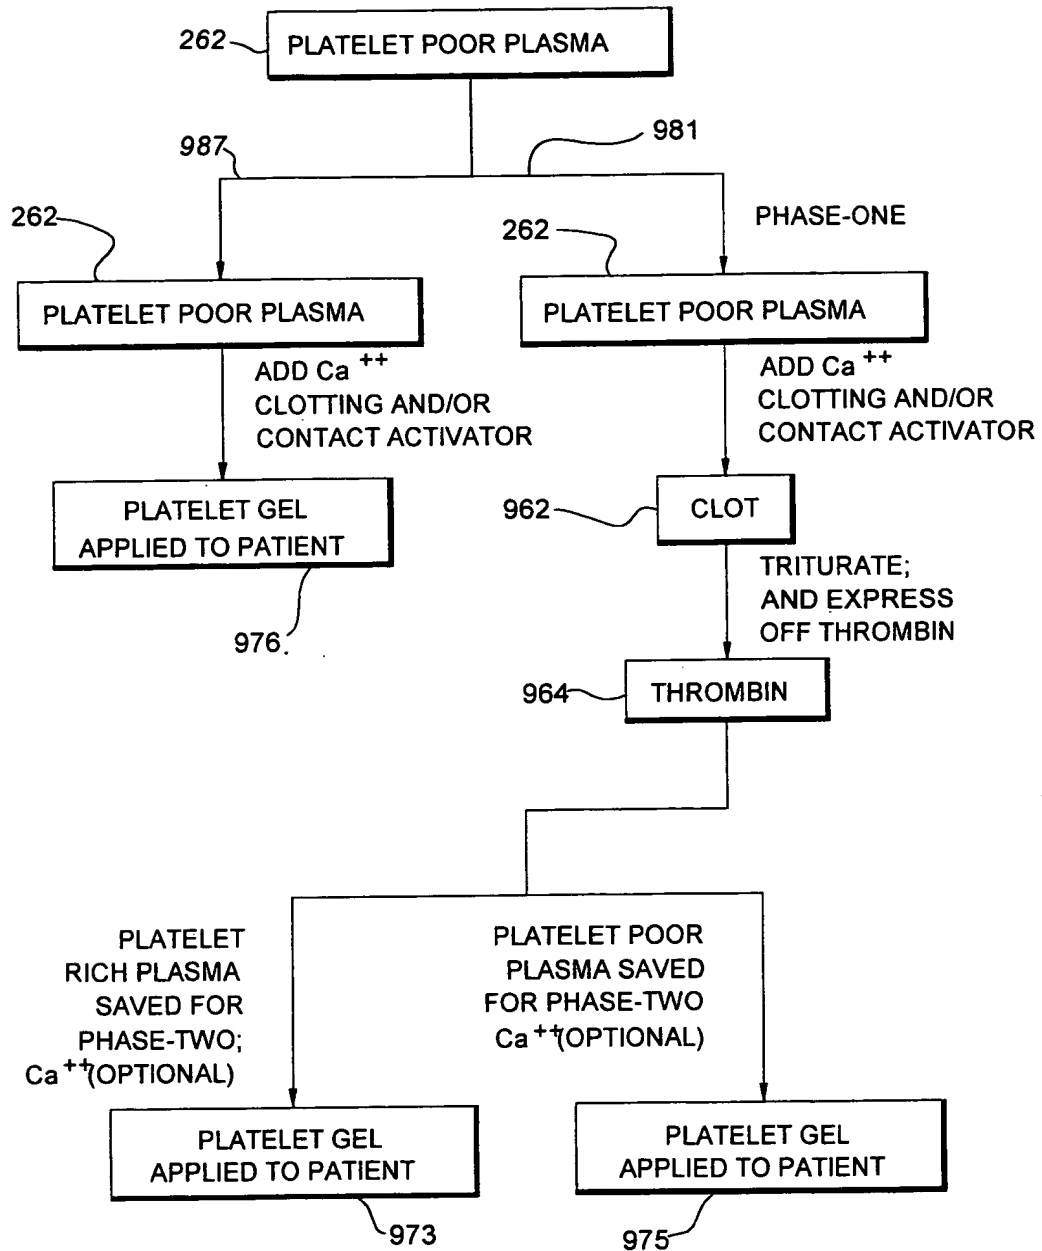 262
PLATELET POOR PLASMA
987
981
262
262
PHASE-ONE
PLATELET POOR PLASMA
PLATELET POOR PLASMA
ADD Ca++
CLOTTING AND/OR
CONTACT ACTIVATOR
ADD Ca++
CLOTTING AND/OR
CONTACT ACTIVATOR
PLATELET GEL
APPLIED TO PATIENT
976
962
CLOT
TRITURATE;
AND EXPRESS
OFF THROMBIN
964
THROMBIN
PLATELET
RICH PLASMA
SAVED FOR
PHASE-TWO;
Ca++(OPTIONAL)
PLATELET POOR
PLASMA SAVED
FOR PHASE-TWO
Ca++(OPTIONAL)
PLATELET GEL
APPLIED TO PATIENT
973
PLATELET GEL
APPLIED TO PATIENT
975